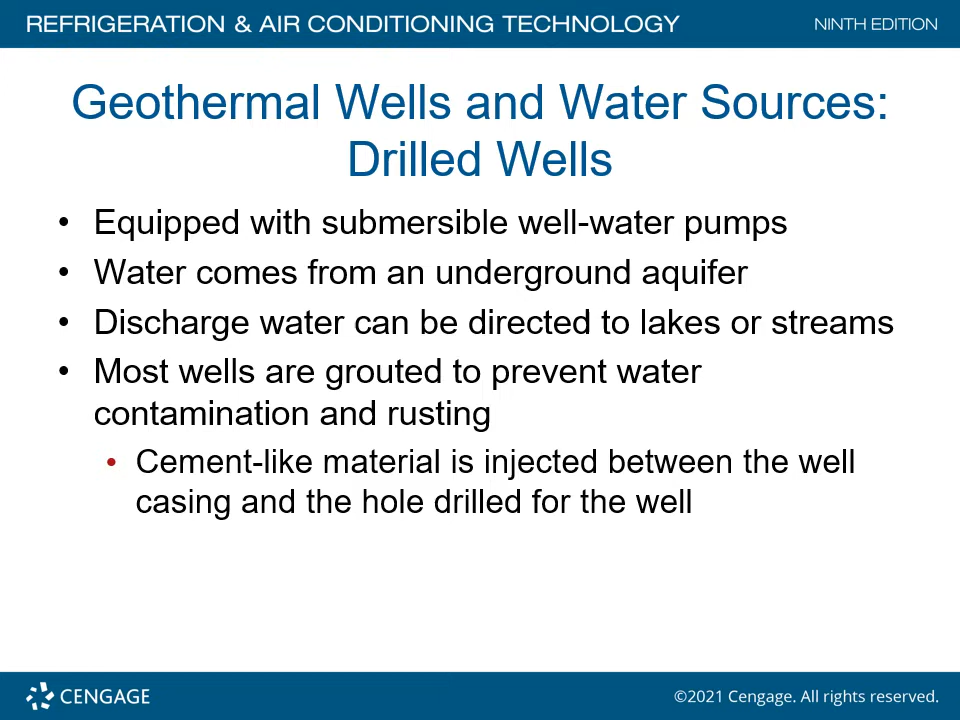 REFRIGERATION & AIR CONDITIONING TECHNOLOGY NINTH EDITION
Geothermal Wells and Water Sources:
Drilled Wells
• Equipped with submersible well-water pumps
• Water comes from an underground aquifer
• Discharge water can be directed to lakes or streams
• Most wells are grouted to prevent water
contamination and rusting
• Cement-like material is injected between the well
casing and the hole drilled for the well
CENGAGE ©2021 Cengage. All rights reserved.